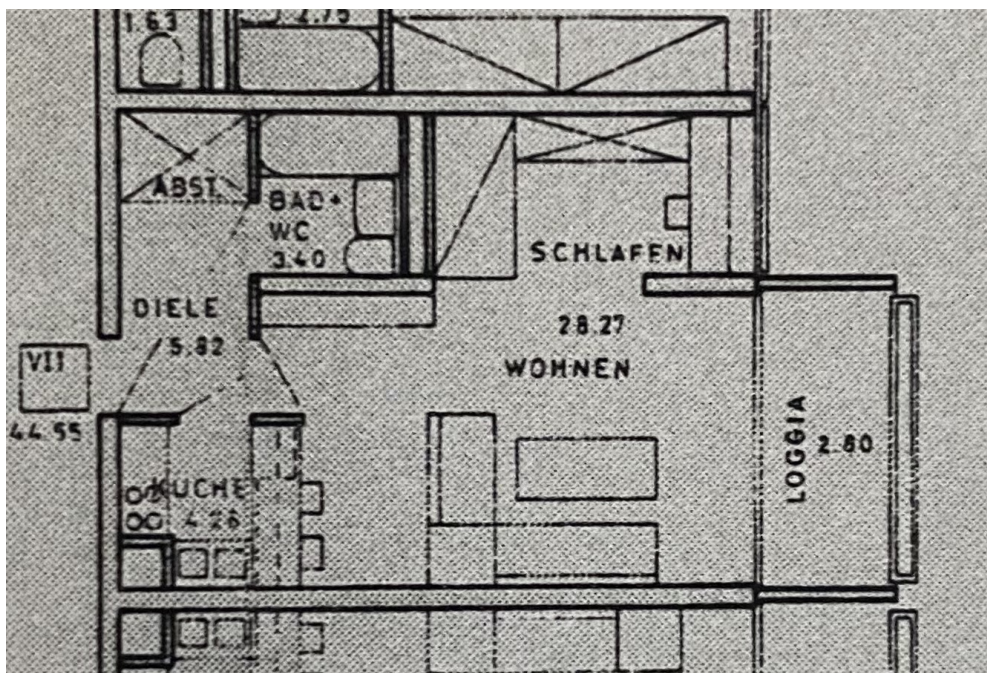 1.63
2.75
ABST.
BAD+
WC
3.40
SCHLAFEN
DIELE
5.82
28.27
WOHNEN
VII
44.55
LOGGIA
2.80
KÜCHE
4.26